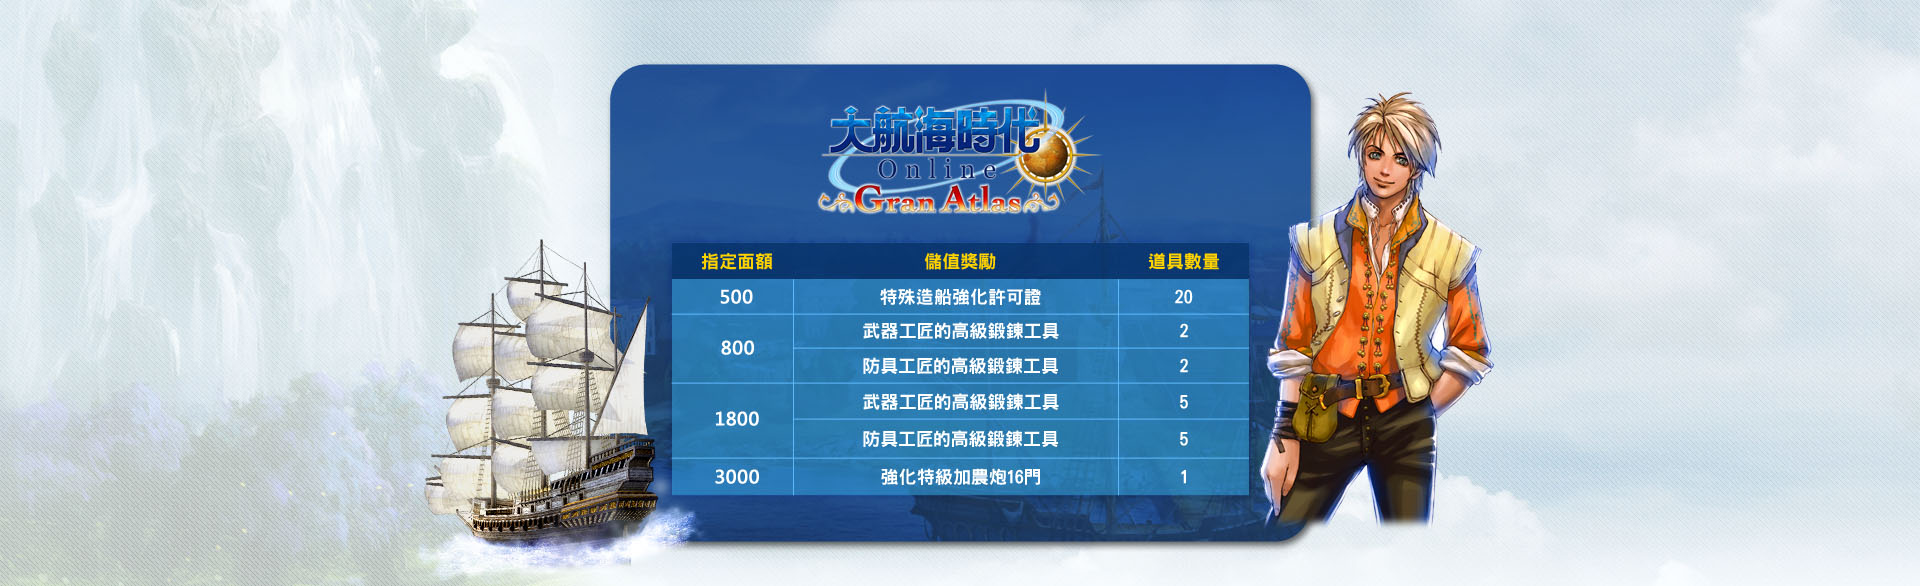 大航海時代
Online
Gran Atlas
指定面額 儲值獎勵 道具數量
500 特殊造船強化許可證 20
800 武器工匠的高級鍛鍊工具 2
防具工匠的高級鍛鍊工具 2
1800 武器工匠的高級鍛鍊工具 5
防具工匠的高級鍛鍊工具 5
3000 強化特級加農炮16門 1